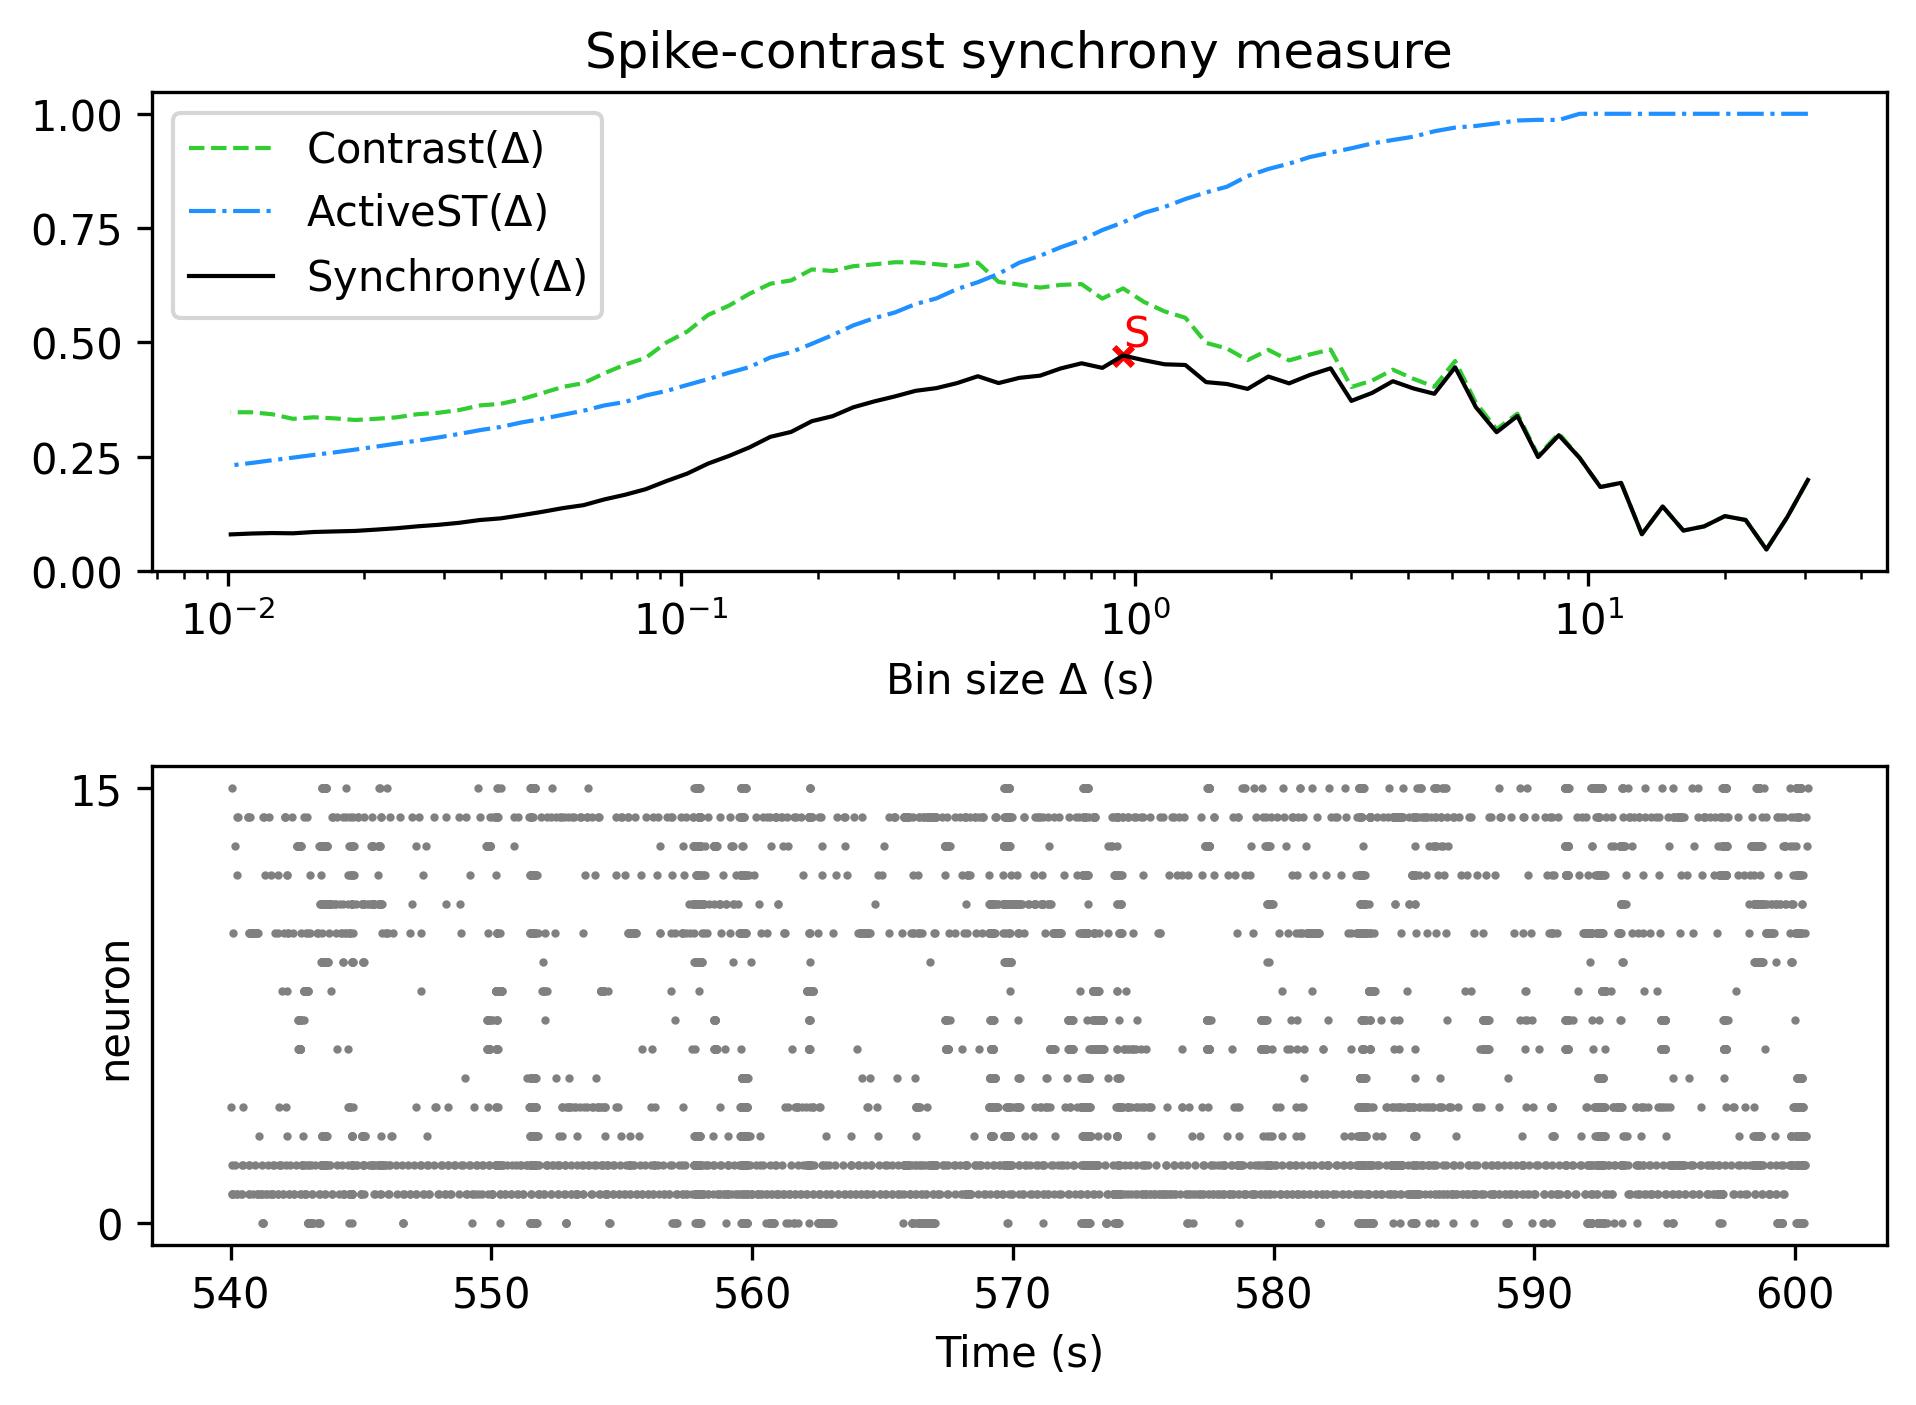 Spike-contrast synchrony measure
1.00
0.75
0.50
0.25
0.00
Contrast(Δ)
ActiveST(Δ)
Synchrony(Δ)
S
10⁻² 10⁻¹ 10⁰ 10¹
Bin size Δ (s)
15
0
neuron
540 550 560 570 580 590 600
Time (s)